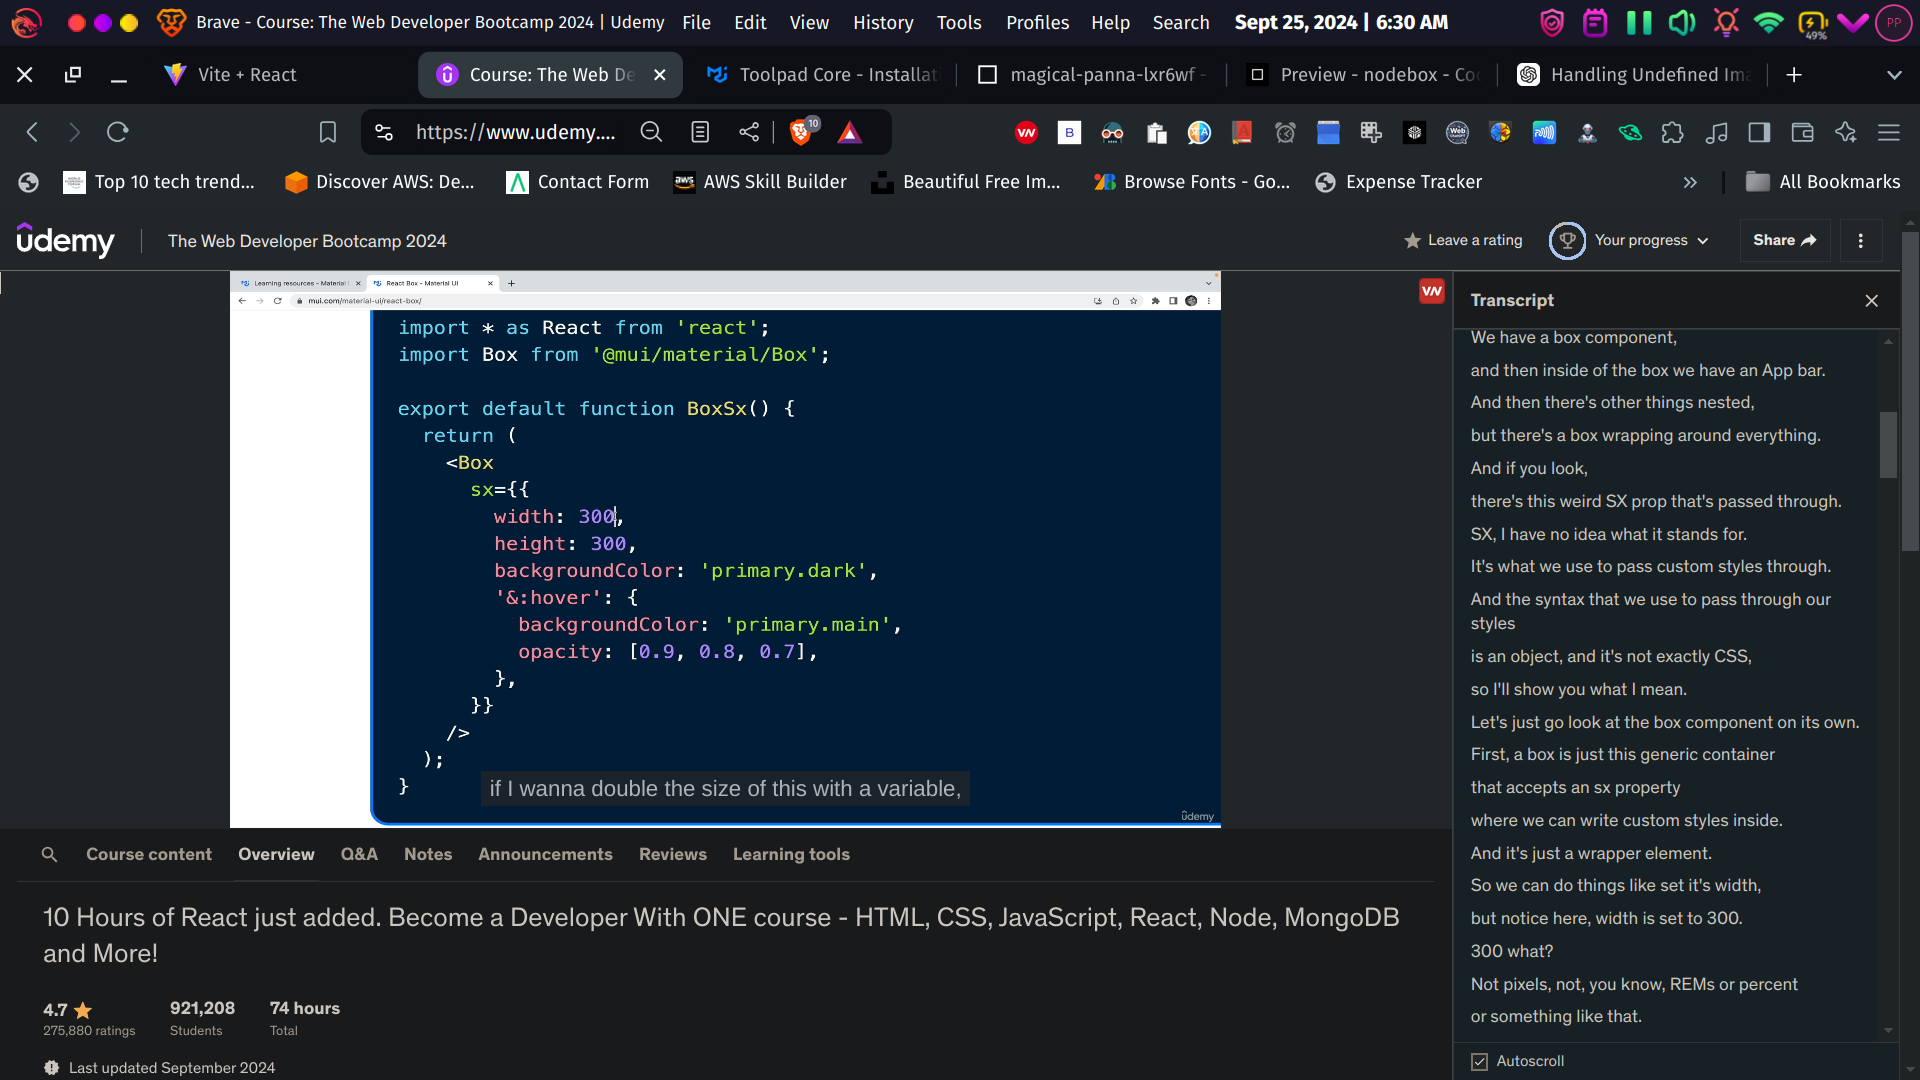 Brave - Course: The Web Developer Bootcamp 2024 | Udemy File Edit View History Tools Profiles Help Search Sept 25, 2024 | 6:30 AM 49% PP
Vite + React
Course: The Web De
Toolpad Core - Installat
magical-panna-lxr6wf -
Preview - nodebox - Co
Handling Undefined Ima
https://www.udemy.... 10
Top 10 tech trend...
Discover AWS: De...
Contact Form
AWS Skill Builder
Beautiful Free Im...
Browse Fonts - Go...
Expense Tracker
All Bookmarks
udemy
The Web Developer Bootcamp 2024
Leave a rating
Your progress
Share
Learning resources - Material
React Box - Material UI
mui.com/material-ui/react-box/
import * as React from 'react';
import Box from '@mui/material/Box';
export default function BoxSx() {
return (
<Box
sx={{
width: 300,
height: 300,
backgroundColor: 'primary.dark',
'&:hover': {
backgroundColor: 'primary.main',
opacity: [0.9, 0.8, 0.7],
},
}}
/>
);
}
if I wanna double the size of this with a variable,
udemy
Transcript
We have a box component,
and then inside of the box we have an App bar.
And then there's other things nested,
but there's a box wrapping around everything.
And if you look,
there's this weird SX prop that's passed through.
SX, I have no idea what it stands for.
It's what we use to pass custom styles through.
And the syntax that we use to pass through our
styles
is an object, and it's not exactly CSS,
so I'll show you what I mean.
Let's just go look at the box component on its own.
First, a box is just this generic container
that accepts an sx property
where we can write custom styles inside.
And it's just a wrapper element.
So we can do things like set it's width,
but notice here, width is set to 300.
300 what?
Not pixels, not, you know, REMs or percent
or something like that.
Autoscroll
Course content
Overview
Q&A
Notes
Announcements
Reviews
Learning tools
10 Hours of React just added. Become a Developer With ONE course - HTML, CSS, JavaScript, React, Node, MongoDB
and More!
4.7
921,208
74 hours
275,880 ratings
Students
Total
Last updated September 2024